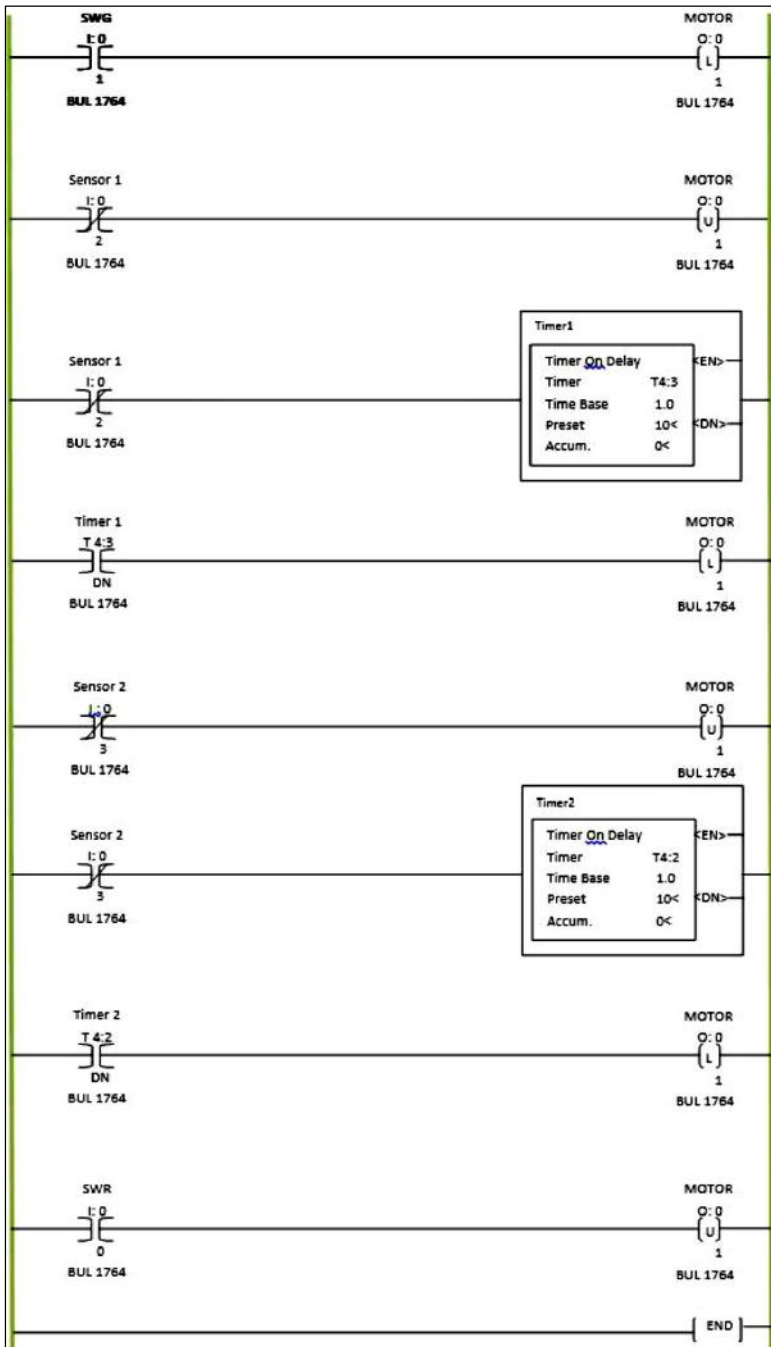 SWG
MOTOR
I: 0
O: 0
L
1
1
BUL 1764
BUL 1764
Sensor 1
MOTOR
I: 0
O: 0
U
2
1
BUL 1764
BUL 1764
Timer1
Sensor 1
Timer On Delay
<EN>
I: 0
Timer T4:3
Time Base 1.0
2
Preset 10<
<DN>
BUL 1764
Accum. 0<
Timer 1
MOTOR
T 4:3
O: 0
L
DN
1
BUL 1764
BUL 1764
Sensor 2
MOTOR
I: 0
O: 0
U
3
1
BUL 1764
BUL 1764
Timer2
Sensor 2
Timer On Delay
<EN>
I: 0
Timer T4:2
Time Base 1.0
3
Preset 10<
<DN>
BUL 1764
Accum. 0<
Timer 2
MOTOR
T 4:2
O: 0
L
DN
1
BUL 1764
BUL 1764
SWR
MOTOR
I: 0
O: 0
U
0
1
BUL 1764
BUL 1764
END